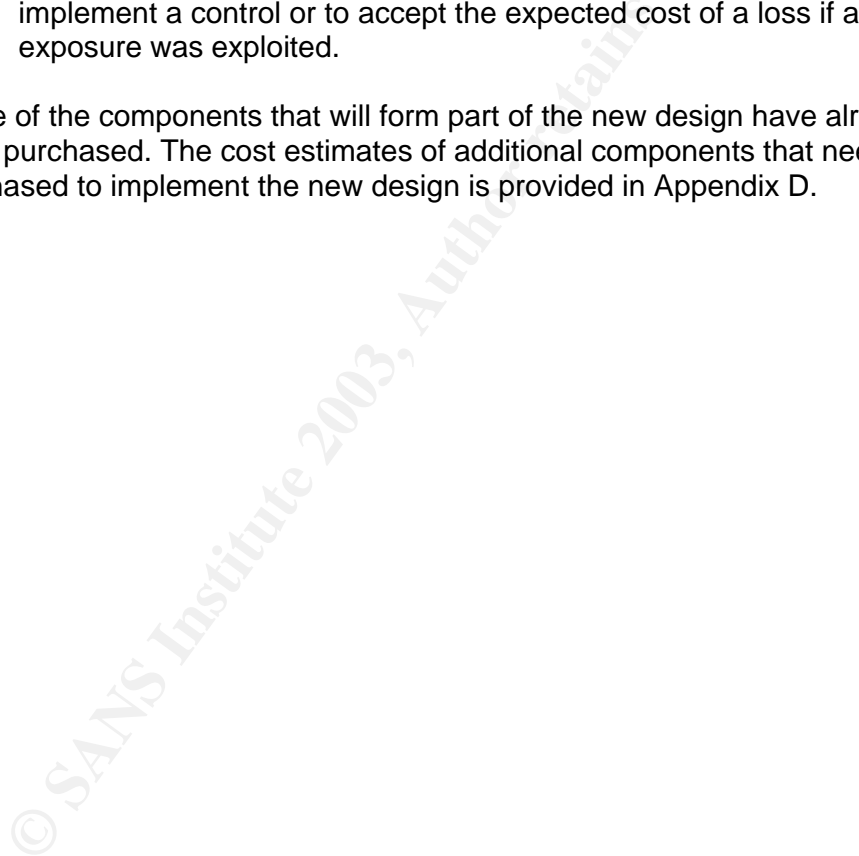 implement a control or to accept the expected cost of a loss if a
exposure was exploited.
e of the components that will form part of the new design have alr
purchased. The cost estimates of additional components that nee
ased to implement the new design is provided in Appendix D.
© SANS Institute 2003, Author retains